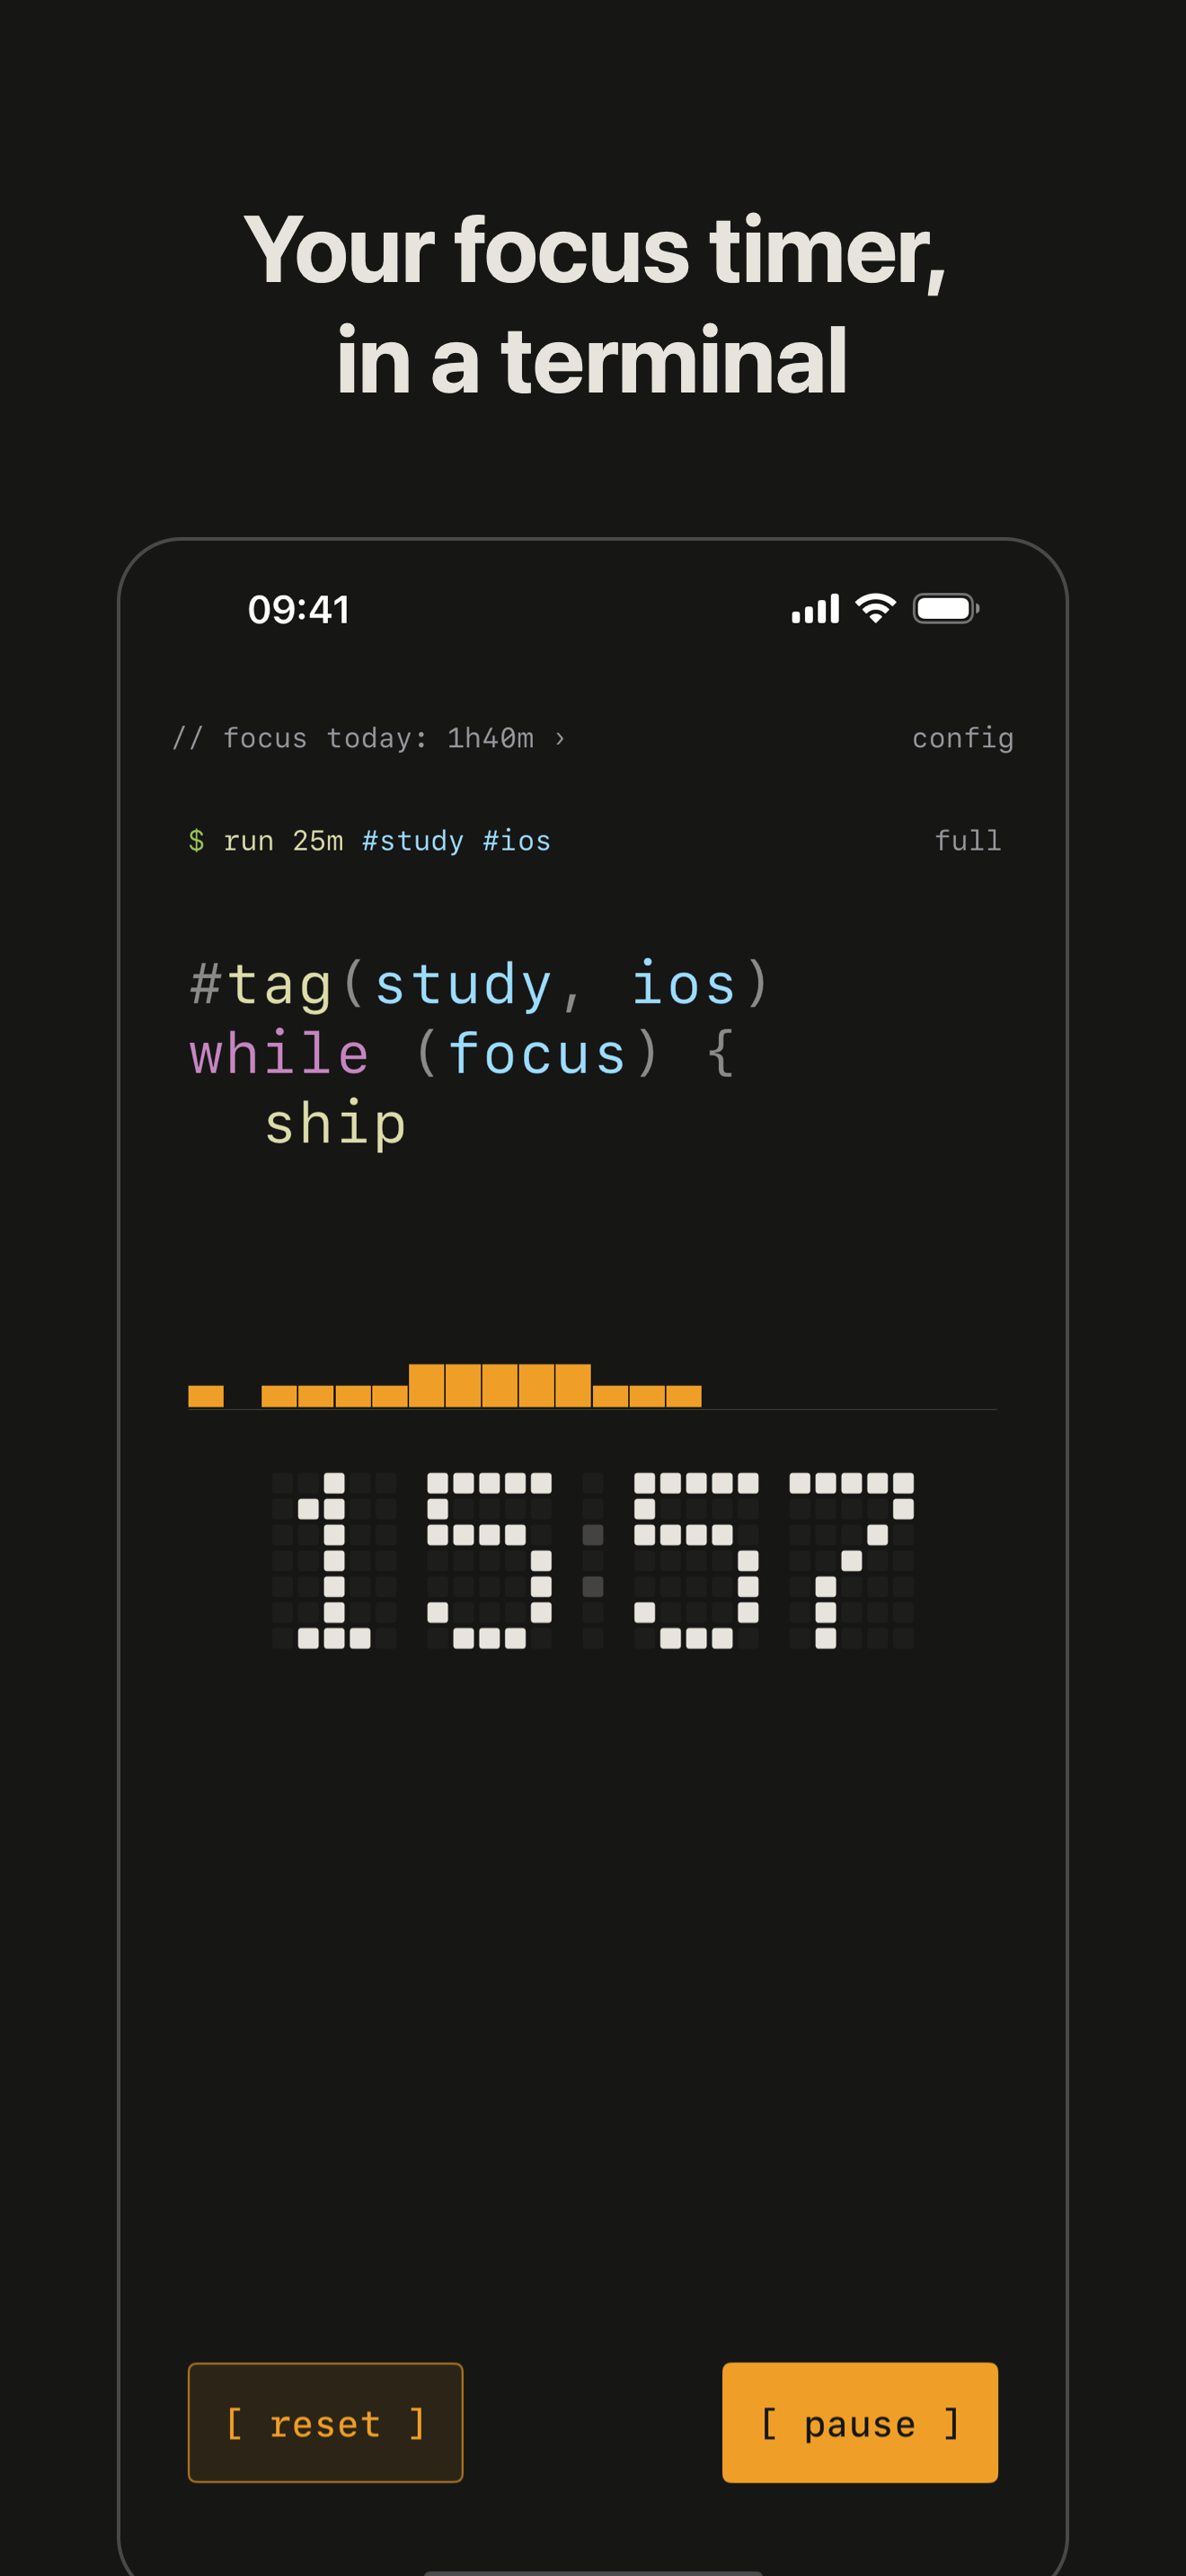 Your focus timer,
in a terminal
09:41
// focus today: 1h40m ›
config
$ run 25m #study #ios
full
#tag(study, ios)
while (focus) {
  ship
15:57
[ reset ]
[ pause ]